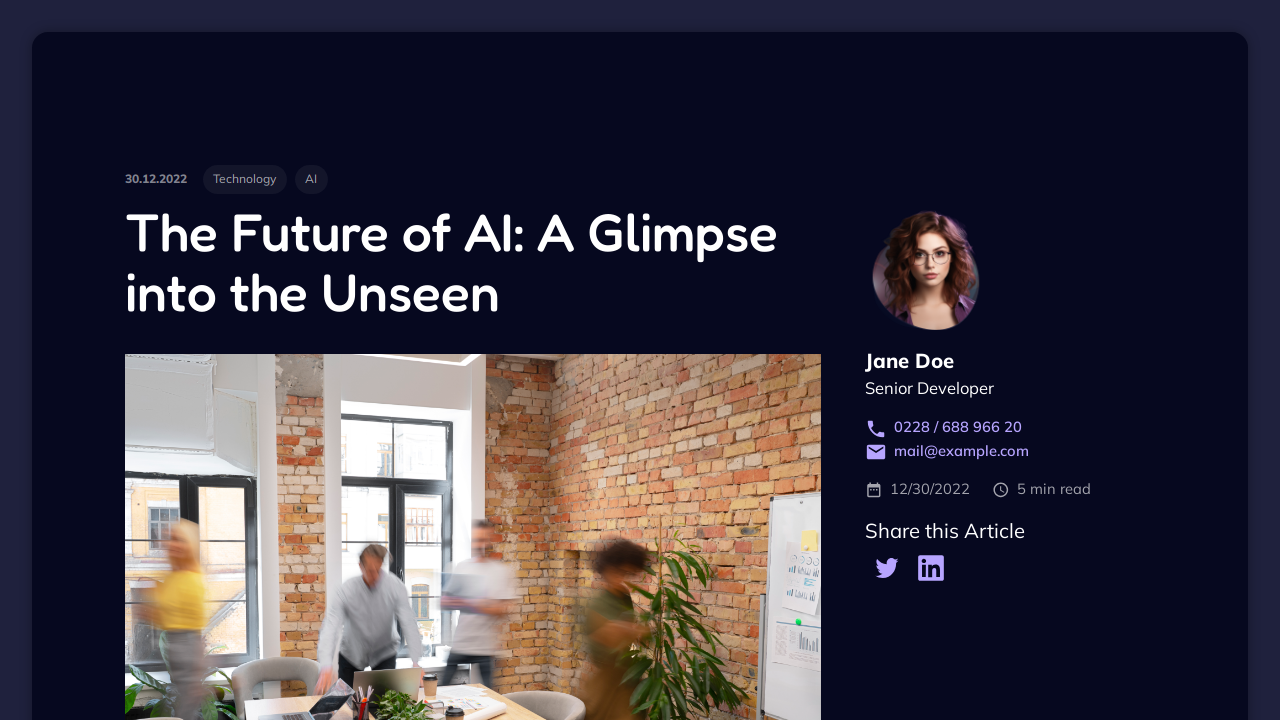 30.12.2022 Technology AI
The Future of AI: A Glimpse
into the Unseen
Jane Doe
Senior Developer
0228 / 688 966 20
mail@example.com
12/30/2022 5 min read
Share this Article